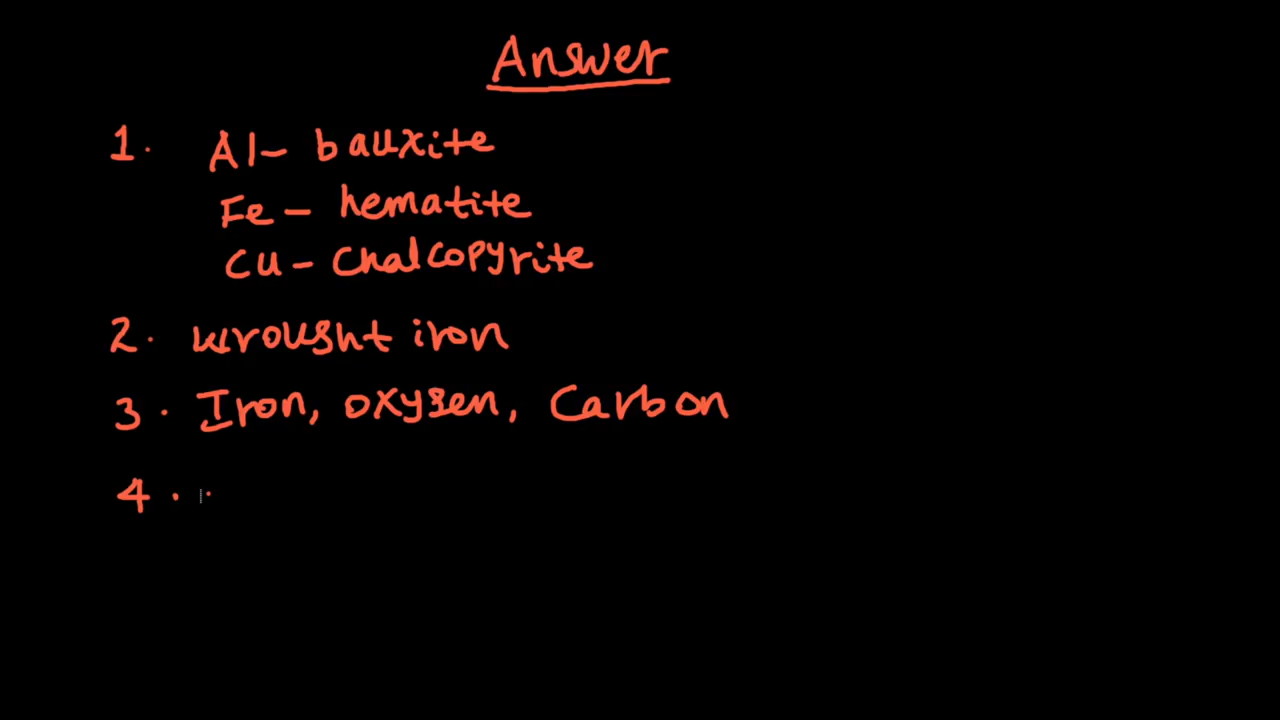 Answer
1. Al- bauxite
Fe - hematite
Cu - Chalcopyrite
2. wrought iron
3. Iron, oxygen, Carbon
4.